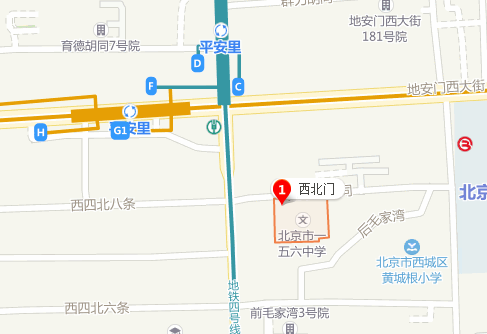 群力胡同
地安门西大街
181号院
育德胡同7号院
平安里
D
F
C
地安门西大街
H
G1
平安里
1
西北门
同
西四北八条
北京市一
五六中学
后毛家湾
北京
北京市西城区
黄城根小学
地铁四号线
西四北六条
前毛家湾3号院